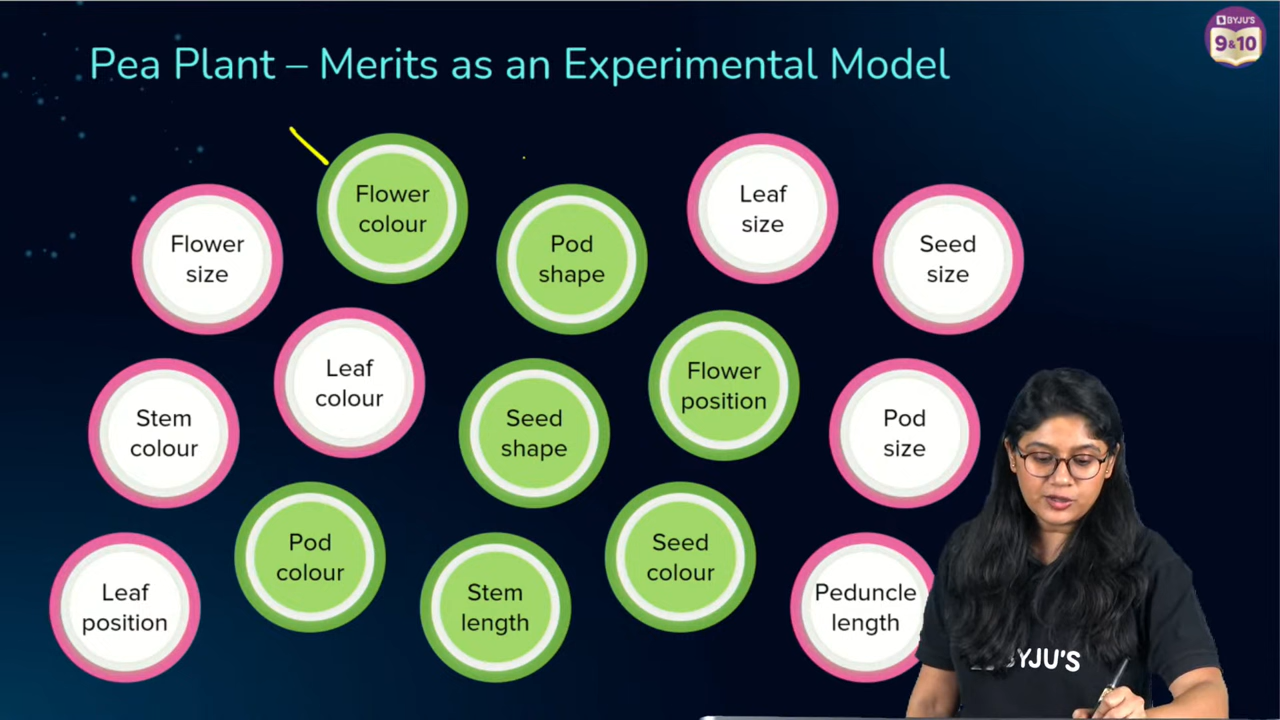 Pea Plant – Merits as an Experimental Model
BYJU'S
9&10
Flower
colour
Leaf
size
Flower
size
Pod
shape
Seed
size
Leaf
colour
Flower
position
Stem
colour
Seed
shape
Pod
size
Pod
colour
Seed
colour
Leaf
position
Stem
length
Peduncle
length
BYJU'S